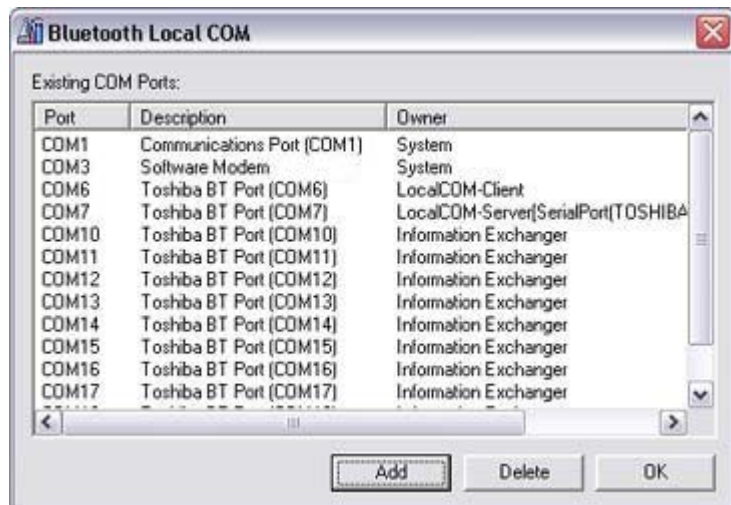 Bluetooth Local COM
Existing COM Ports:
Port Description Owner
COM1 Communications Port (COM1) System
COM3 Software Modem System
COM6 Toshiba BT Port (COM6) LocalCOM-Client
COM7 Toshiba BT Port (COM7) LocalCOM-Server(SerialPort(TOSHIBA
COM10 Toshiba BT Port (COM10) Information Exchanger
COM11 Toshiba BT Port (COM11) Information Exchanger
COM12 Toshiba BT Port (COM12) Information Exchanger
COM13 Toshiba BT Port (COM13) Information Exchanger
COM14 Toshiba BT Port (COM14) Information Exchanger
COM15 Toshiba BT Port (COM15) Information Exchanger
COM16 Toshiba BT Port (COM16) Information Exchanger
COM17 Toshiba BT Port (COM17) Information Exchanger
Add Delete OK